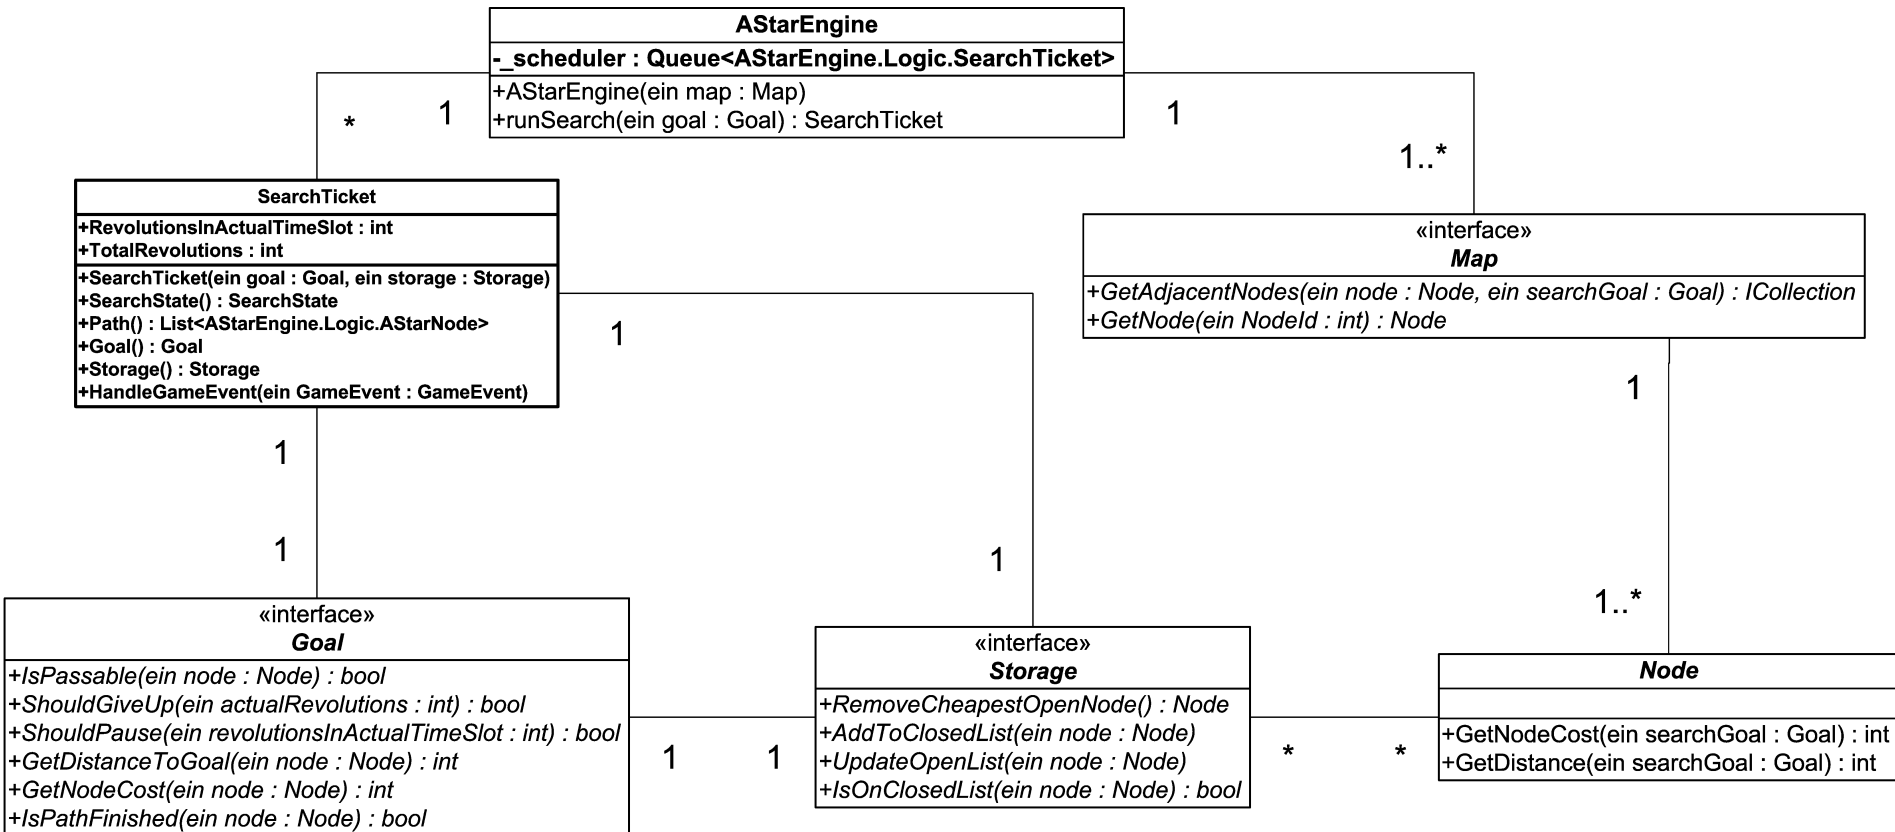 AStarEngine
-_scheduler : Queue<AStarEngine.Logic.SearchTicket>
+AStarEngine(ein map : Map)
+runSearch(ein goal : Goal) : SearchTicket
*
1
1
1..*
SearchTicket
+RevolutionsInActualTimeSlot : int
+TotalRevolutions : int
+SearchTicket(ein goal : Goal, ein storage : Storage)
+SearchState() : SearchState
+Path() : List<AStarEngine.Logic.AStarNode>
+Goal() : Goal
+Storage() : Storage
+HandleGameEvent(ein GameEvent : GameEvent)
«interface»
Map
+GetAdjacentNodes(ein node : Node, ein searchGoal : Goal) : ICollection
+GetNode(ein NodeId : int) : Node
1
1
1
1
1
1..*
«interface»
Goal
+IsPassable(ein node : Node) : bool
+ShouldGiveUp(ein actualRevolutions : int) : bool
+ShouldPause(ein revolutionsInActualTimeSlot : int) : bool
+GetDistanceToGoal(ein node : Node) : int
+GetNodeCost(ein node : Node) : int
+IsPathFinished(ein node : Node) : bool
1
1
«interface»
Storage
+RemoveCheapestOpenNode() : Node
+AddToClosedList(ein node : Node)
+UpdateOpenList(ein node : Node)
+IsOnClosedList(ein node : Node) : bool
*
*
Node
+GetNodeCost(ein searchGoal : Goal) : int
+GetDistance(ein searchGoal : Goal) : int